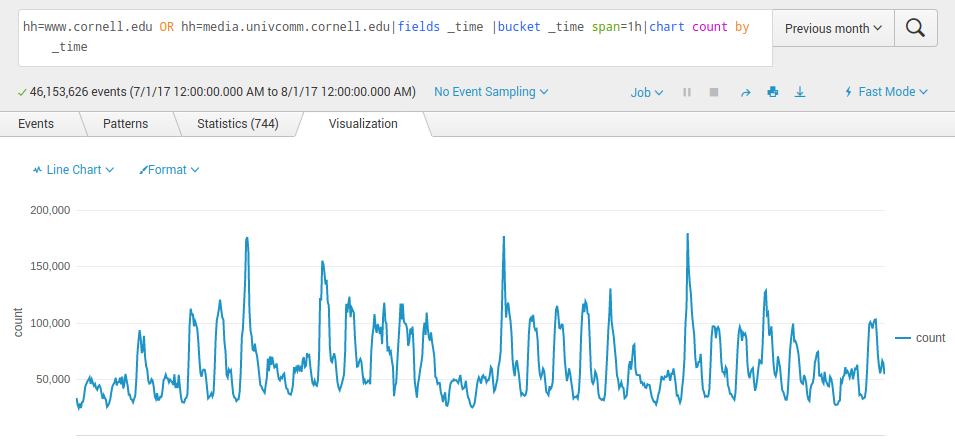 hh=www.cornell.edu OR hh=media.univcomm.cornell.edu|fields _time |bucket _time span=1h|chart count by
_time
Previous month
46,153,626 events (7/1/17 12:00:00.000 AM to 8/1/17 12:00:00.000 AM)
No Event Sampling
Job
Fast Mode
Events
Patterns
Statistics (744)
Visualization
Line Chart
Format
200,000
150,000
100,000
50,000
count
count